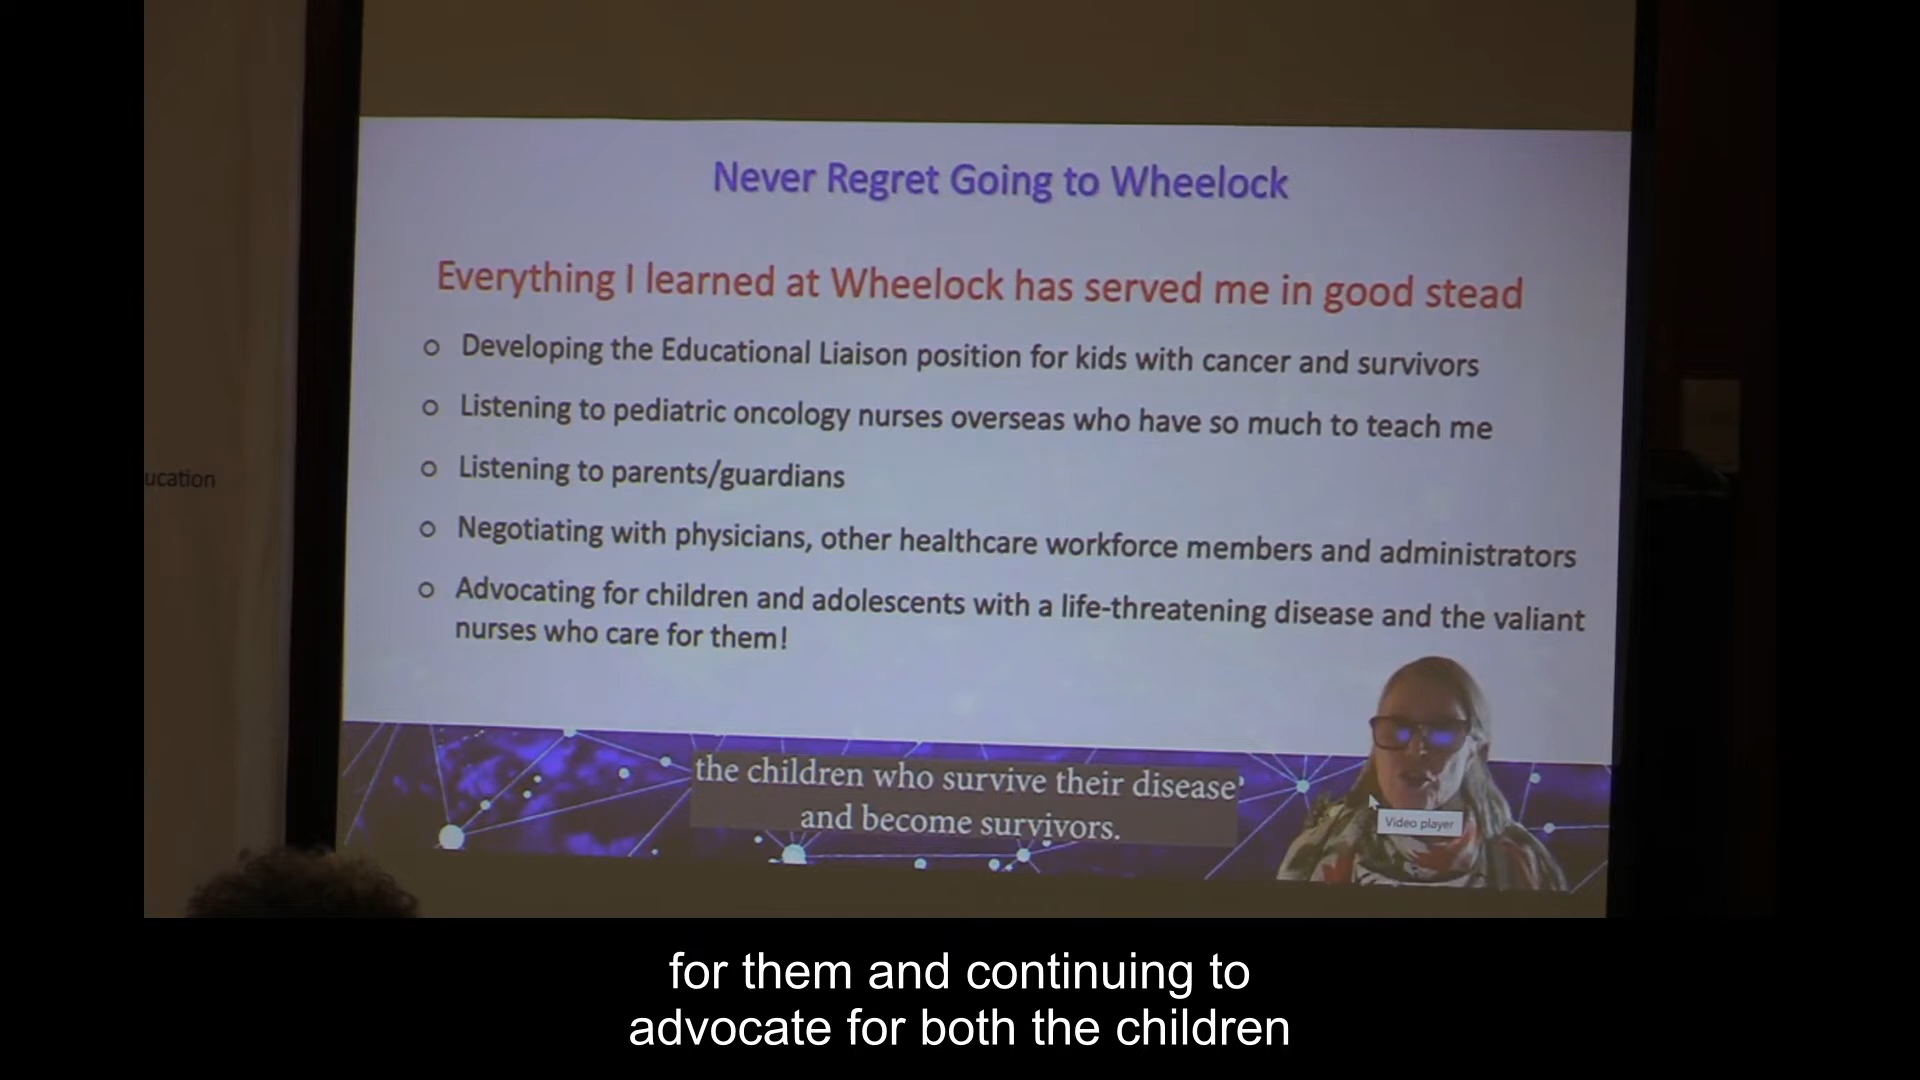 Never Regret Going to Wheelock
Everything I learned at Wheelock has served me in good stead
o Developing the Educational Liaison position for kids with cancer and survivors
o Listening to pediatric oncology nurses overseas who have so much to teach me
o Listening to parents/guardians
ucation
o Negotiating with physicians, other healthcare workforce members and administrators
o Advocating for children and adolescents with a life-threatening disease and the valiant
nurses who care for them!
the children who survive their disease
and become survivors.
Video player
for them and continuing to
advocate for both the children